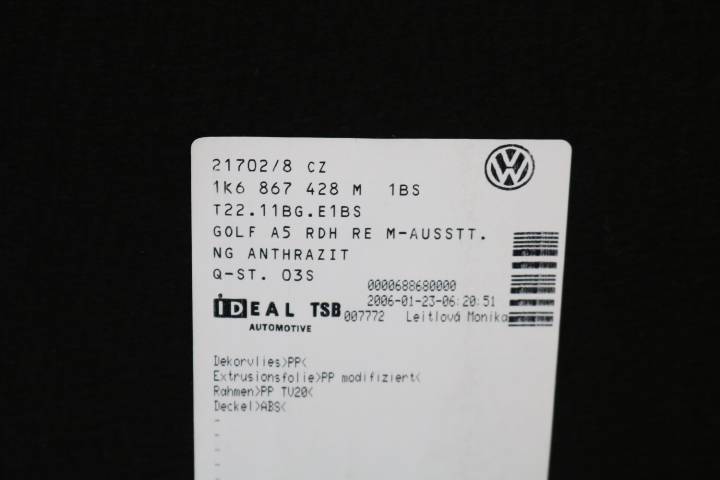 21702/8 CZ
1K6 867 428 M 1BS
T22.11BG.E1BS
GOLF A5 RDH RE M-AUSSTT.
NG ANTHRAZIT
Q-ST. 03S
0000688680000
2006-01-23-06:20:51
IDEAL TSB 007772 Leitlová Monika
AUTOMOTIVE
Dekorvlies>PP<
Extrusionsfolie>PP modifiziert<
Rahmen>PP TV20<
Deckel>ABS<
-
-
-
-
-